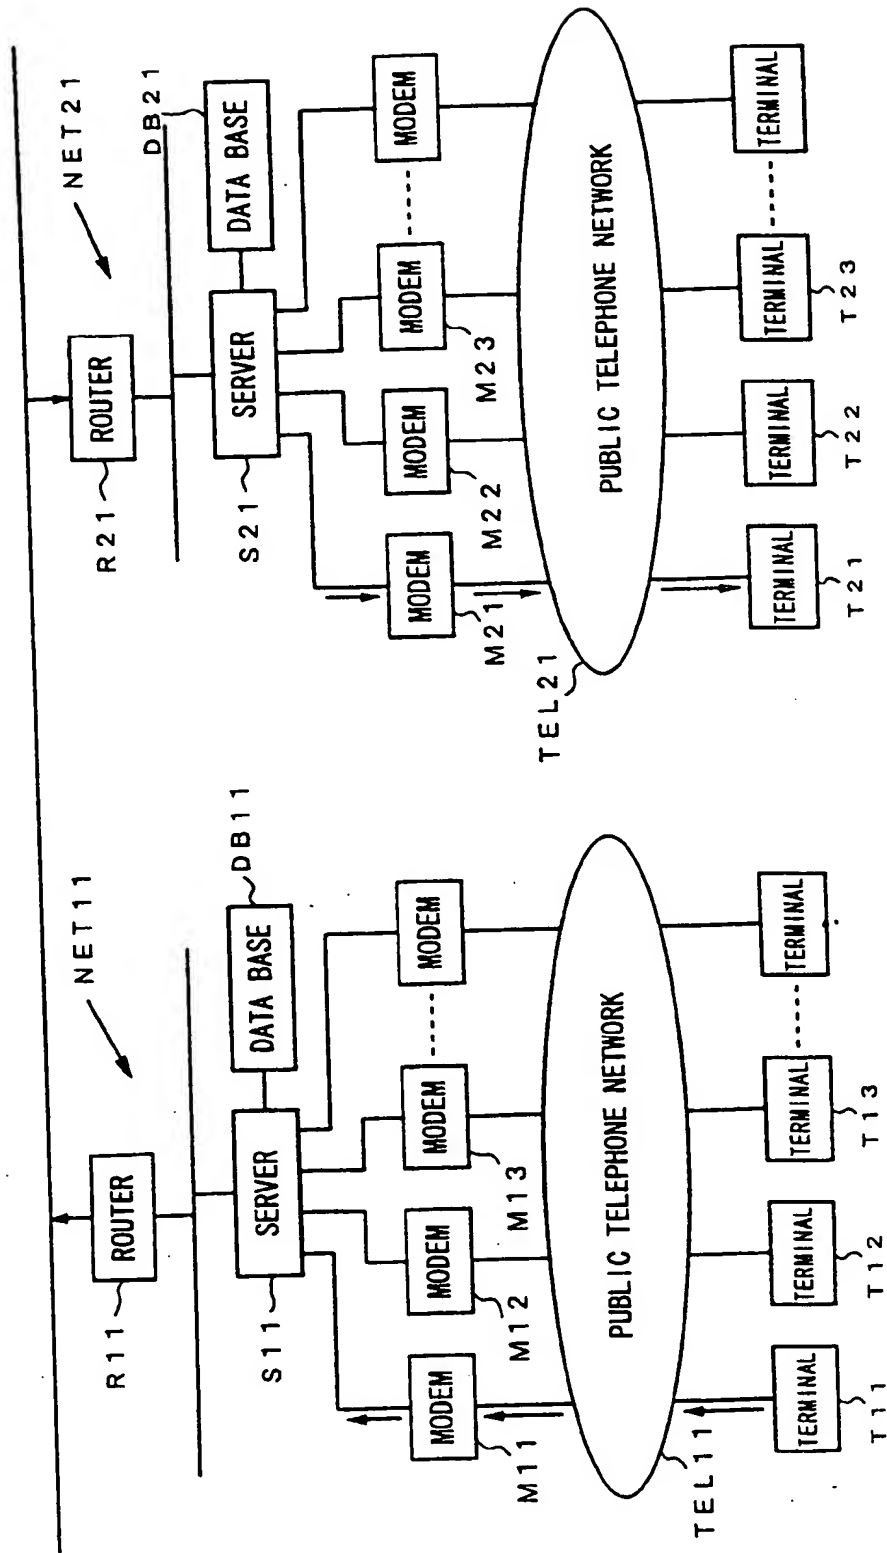 NET11
NET21
R11
ROUTER
R21
ROUTER
DB11
DB21
S11
SERVER
DATA BASE
S21
SERVER
DATA BASE
MODEM
MODEM
MODEM
MODEM
MODEM
MODEM
MODEM
MODEM
M11
M12
M13
M21
M22
M23
PUBLIC TELEPHONE NETWORK
PUBLIC TELEPHONE NETWORK
TEL11
TEL21
TERMINAL
TERMINAL
TERMINAL
TERMINAL
TERMINAL
TERMINAL
TERMINAL
TERMINAL
T11
T12
T13
T21
T22
T23